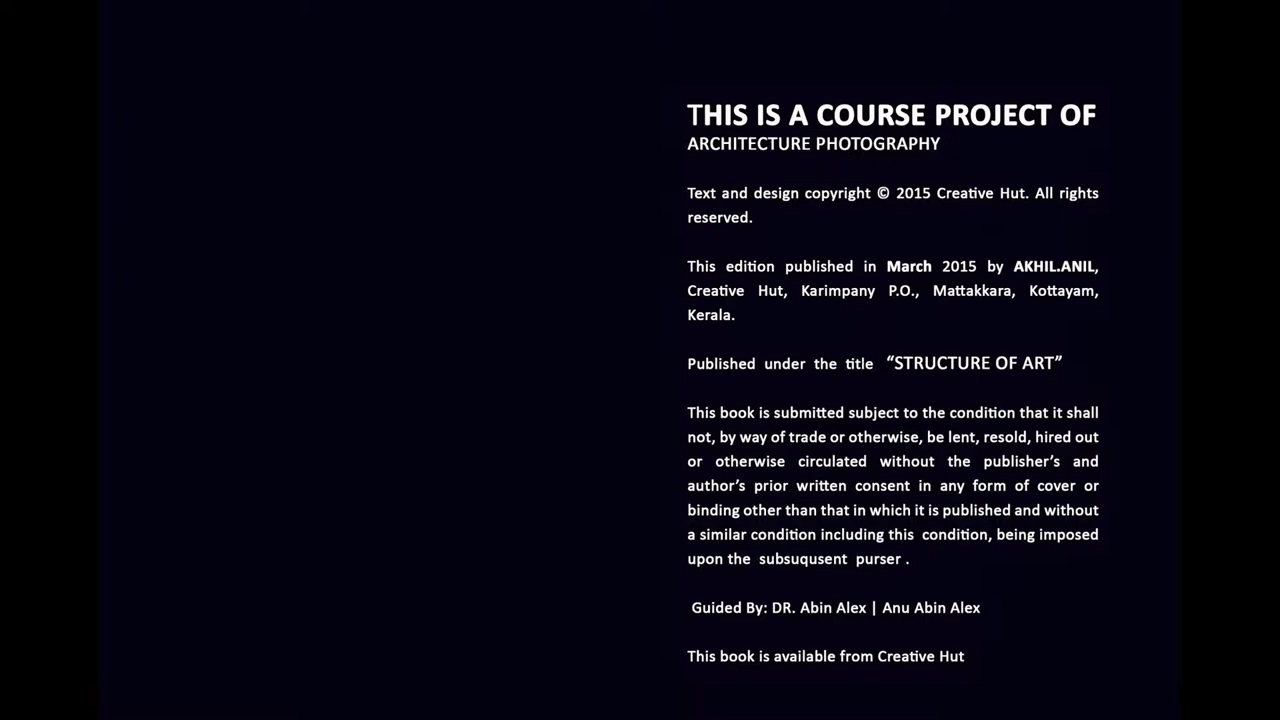 THIS IS A COURSE PROJECT OF
ARCHITECTURE PHOTOGRAPHY
Text and design copyright © 2015 Creative Hut. All rights
reserved.
This edition published in March 2015 by AKHIL.ANIL,
Creative Hut, Karimpany P.O., Mattakkara, Kottayam,
Kerala.
Published under the title “STRUCTURE OF ART”
This book is submitted subject to the condition that it shall
not, by way of trade or otherwise, be lent, resold, hired out
or otherwise circulated without the publisher’s and
author’s prior written consent in any form of cover or
binding other than that in which it is published and without
a similar condition including this condition, being imposed
upon the subsuqusent purser .
Guided By: DR. Abin Alex | Anu Abin Alex
This book is available from Creative Hut